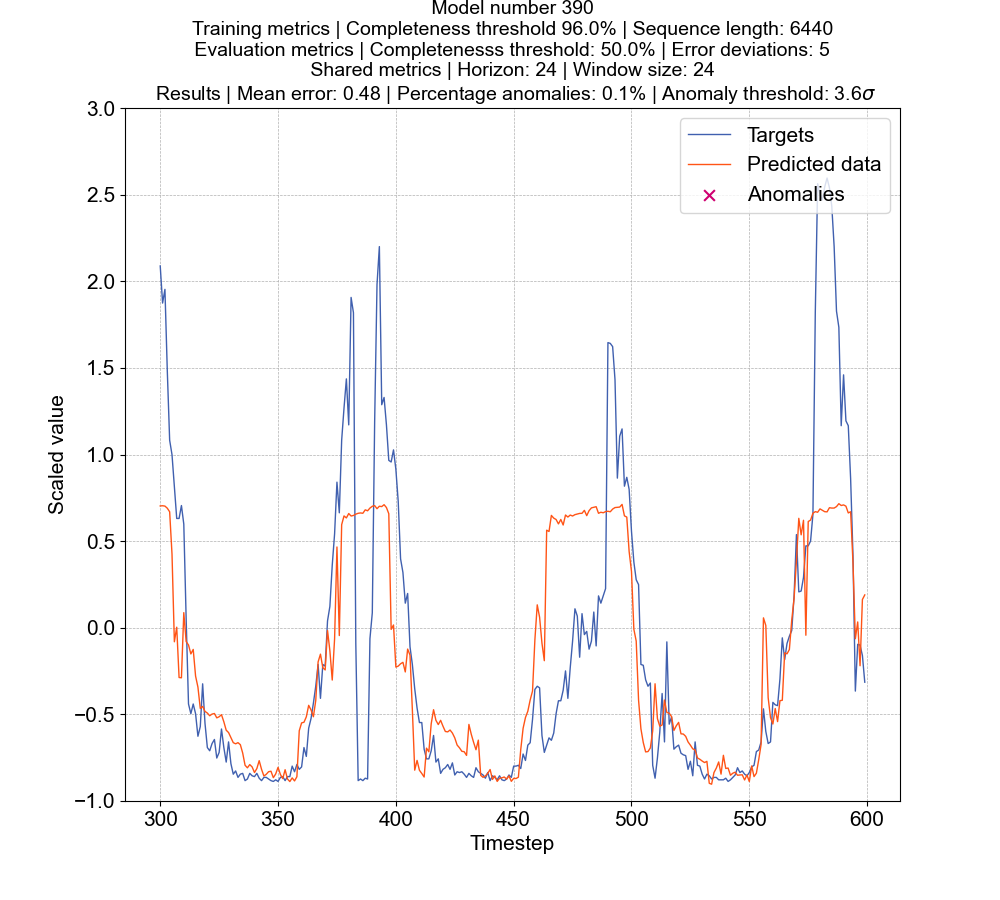 Model number 390
Training metrics | Completeness threshold 96.0% | Sequence length: 6440
Evaluation metrics | Completenesss threshold: 50.0% | Error deviations: 5
Shared metrics | Horizon: 24 | Window size: 24
Results | Mean error: 0.48 | Percentage anomalies: 0.1% | Anomaly threshold: 3.6σ
Targets
Predicted data
Anomalies
3.0
2.5
2.0
1.5
1.0
0.5
0.0
−0.5
−1.0
Scaled value
300
350
400
450
500
550
600
Timestep